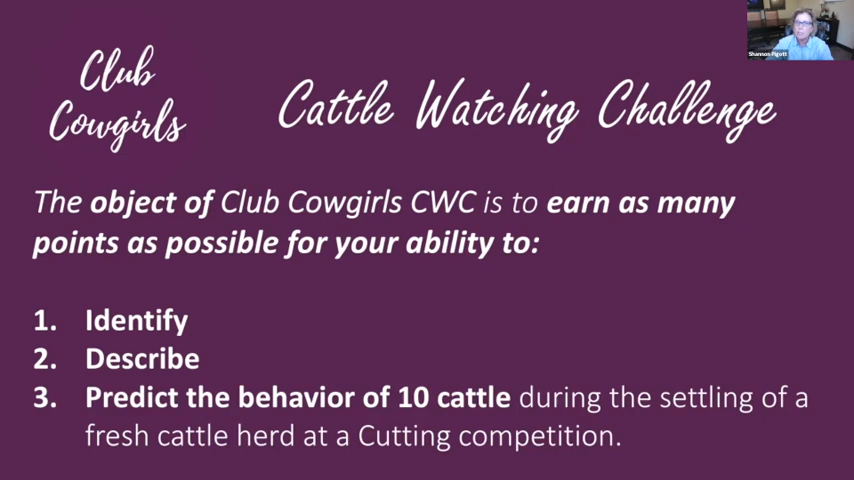 Club
Cowgirls
Cattle Watching Challenge
Shannon Pigott
The object of Club Cowgirls CWC is to earn as many
points as possible for your ability to:
1. Identify
2. Describe
3. Predict the behavior of 10 cattle during the settling of a
fresh cattle herd at a Cutting competition.